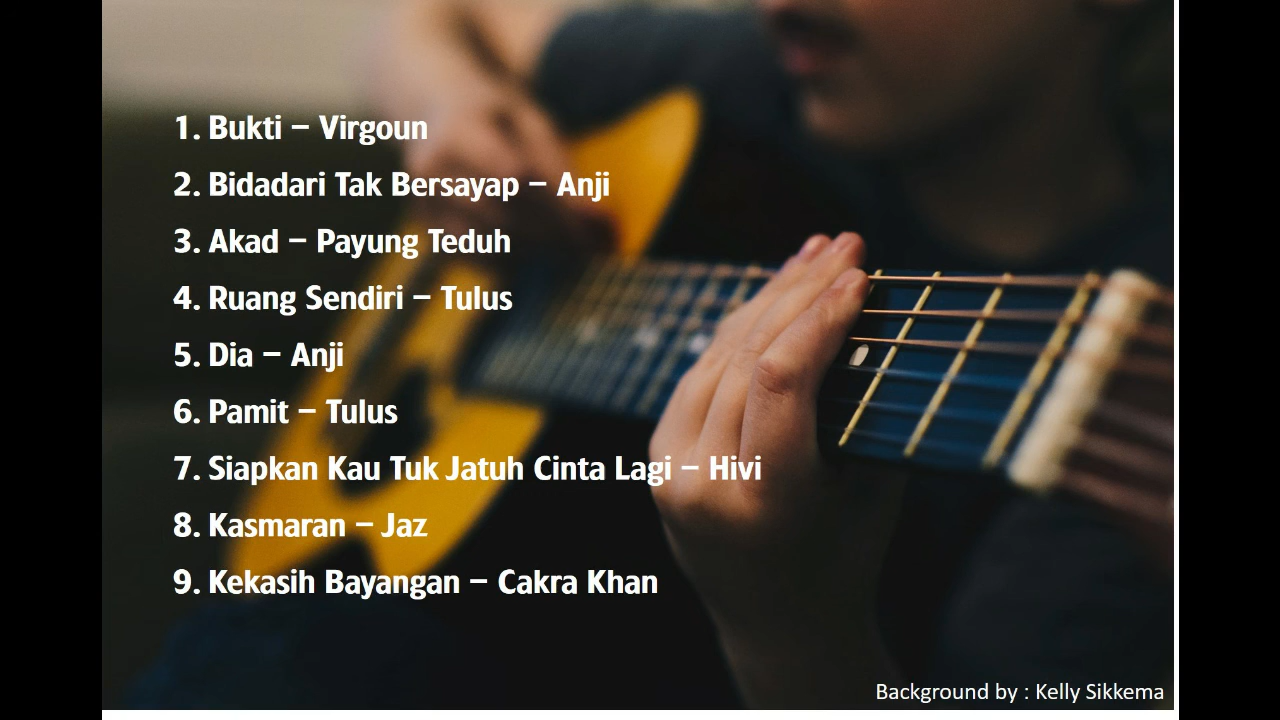 1. Bukti – Virgoun
2. Bidadari Tak Bersayap – Anji
3. Akad – Payung Teduh
4. Ruang Sendiri – Tulus
5. Dia – Anji
6. Pamit – Tulus
7. Siapkan Kau Tuk Jatuh Cinta Lagi – Hivi
8. Kasmaran – Jaz
9. Kekasih Bayangan – Cakra Khan
Background by : Kelly Sikkema